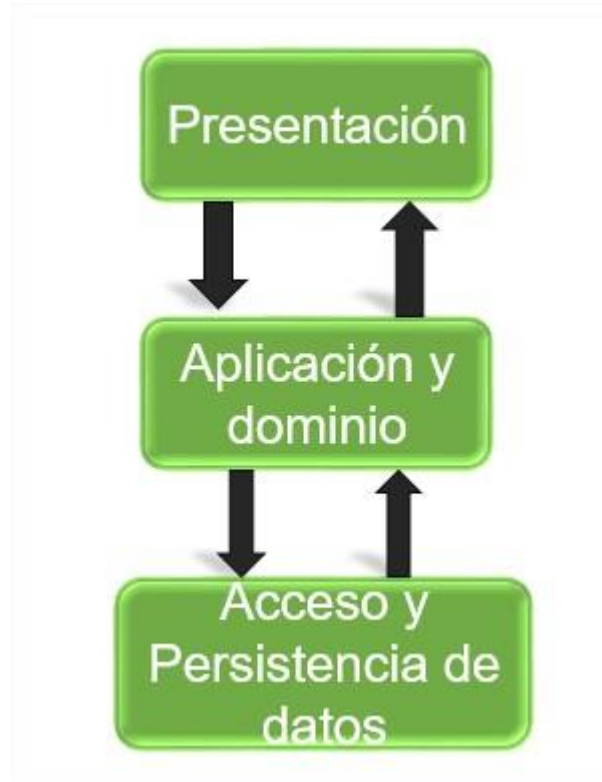 Presentación
Aplicación y
dominio
Acceso y
Persistencia de
datos